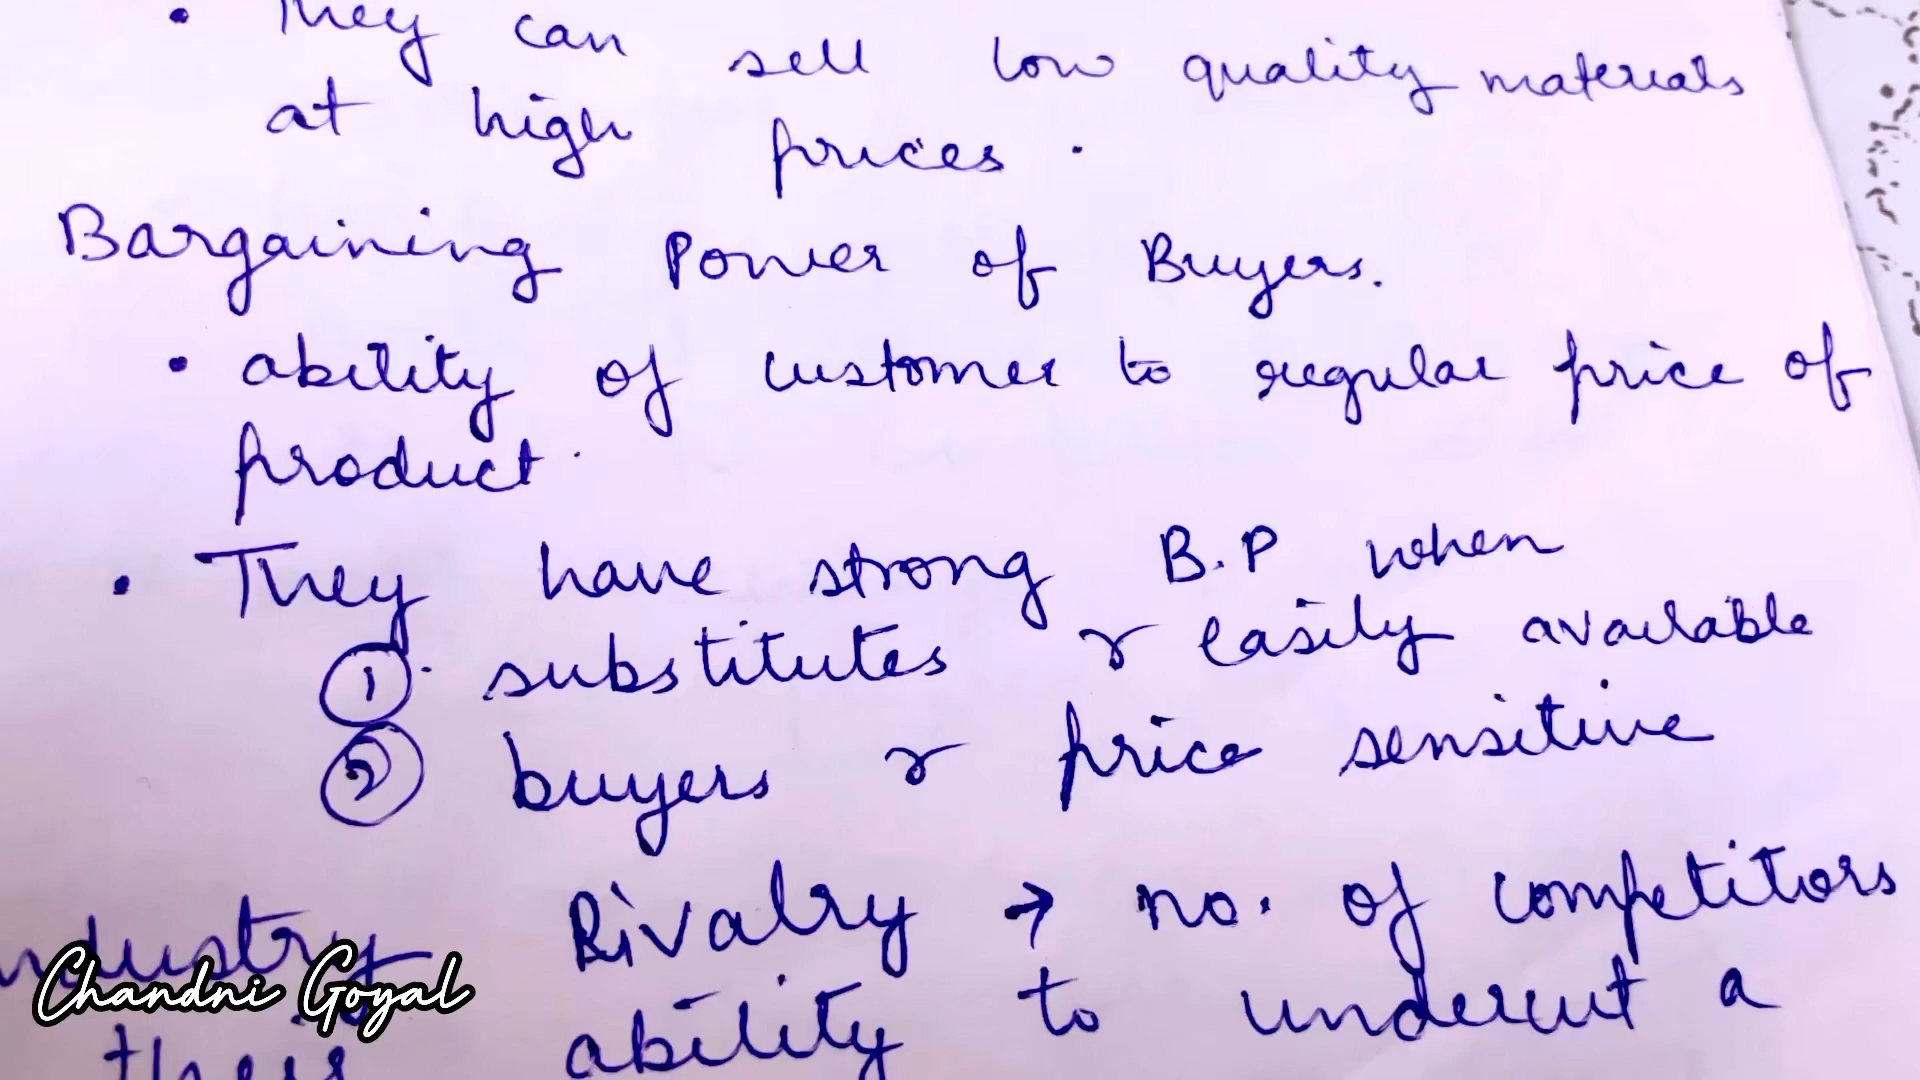 • They can sell low quality materials
at high prices.
Bargaining Power of Buyers.
• ability of customer to regular price of
product.
• They have strong B.P when
① substitutes r easily available
② buyers r price sensitive
Industry Rivalry → no. of competitors
Chandni Goyal
their ability to undercut a